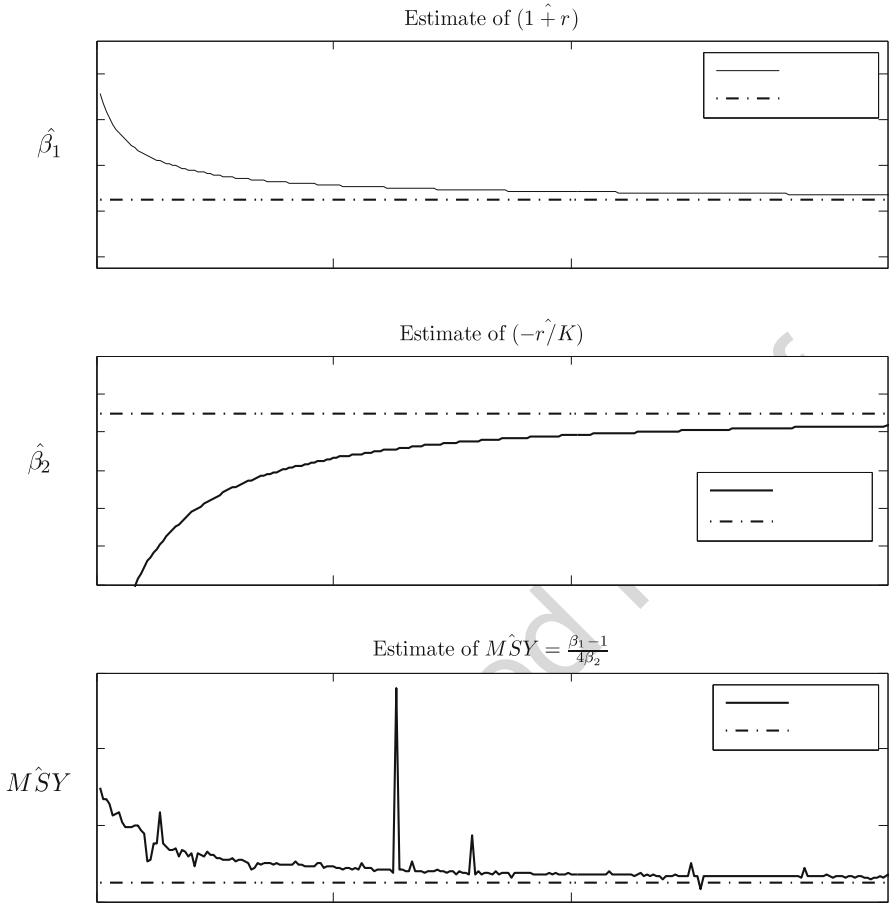 Estimate of (1 +̂ r)
β̂₁
Estimate of (−r̂/K)
β̂₂
Estimate of MŜY = β₁−1 / 4β₂
MŜY